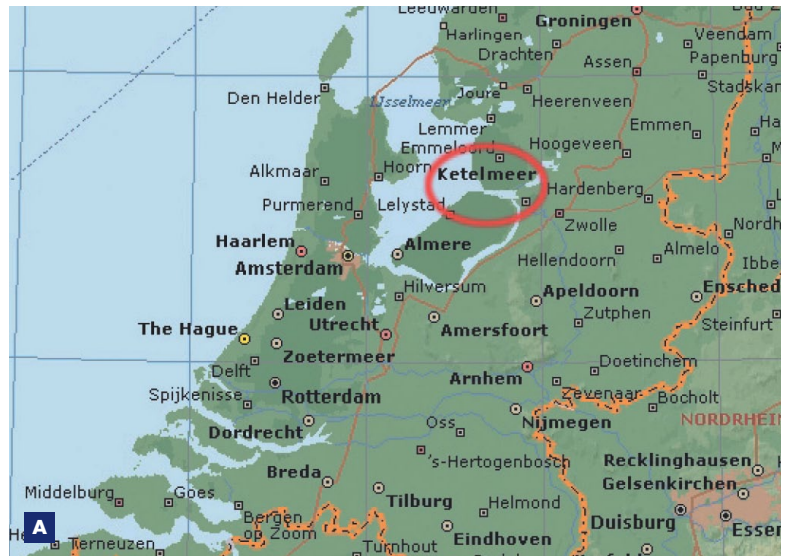 Leeuwarden
Groningen
Harlingen
Veendam
Drachten
Assen
Papenburg
Den Helder
IJsselmeer
Joure
Heerenveen
Lemmer
Emmen
Emmeloord
Hoogeveen
Alkmaar
Hoorn
Ketelmeer
Hardenberg
Purmerend
Lelystad
Zwolle
Haarlem
Almere
Almelo
Amsterdam
Hellendoorn
Hilversum
Apeldoorn
Leiden
Utrecht
Zutphen
The Hague
Amersfoort
Steinfurt
Zoetermeer
Delft
Doetinchem
Arnhem
Spijkenisse
Rotterdam
Zevenaar
Bocholt
Dordrecht
Oss
Nijmegen
's-Hertogenbosch
Recklinghausen
Breda
Gelsenkirchen
Middelburg
Goes
Tilburg
Helmond
A
Bergen
op Zoom
Duisburg
Terneuzen
Turnhout
Eindhoven